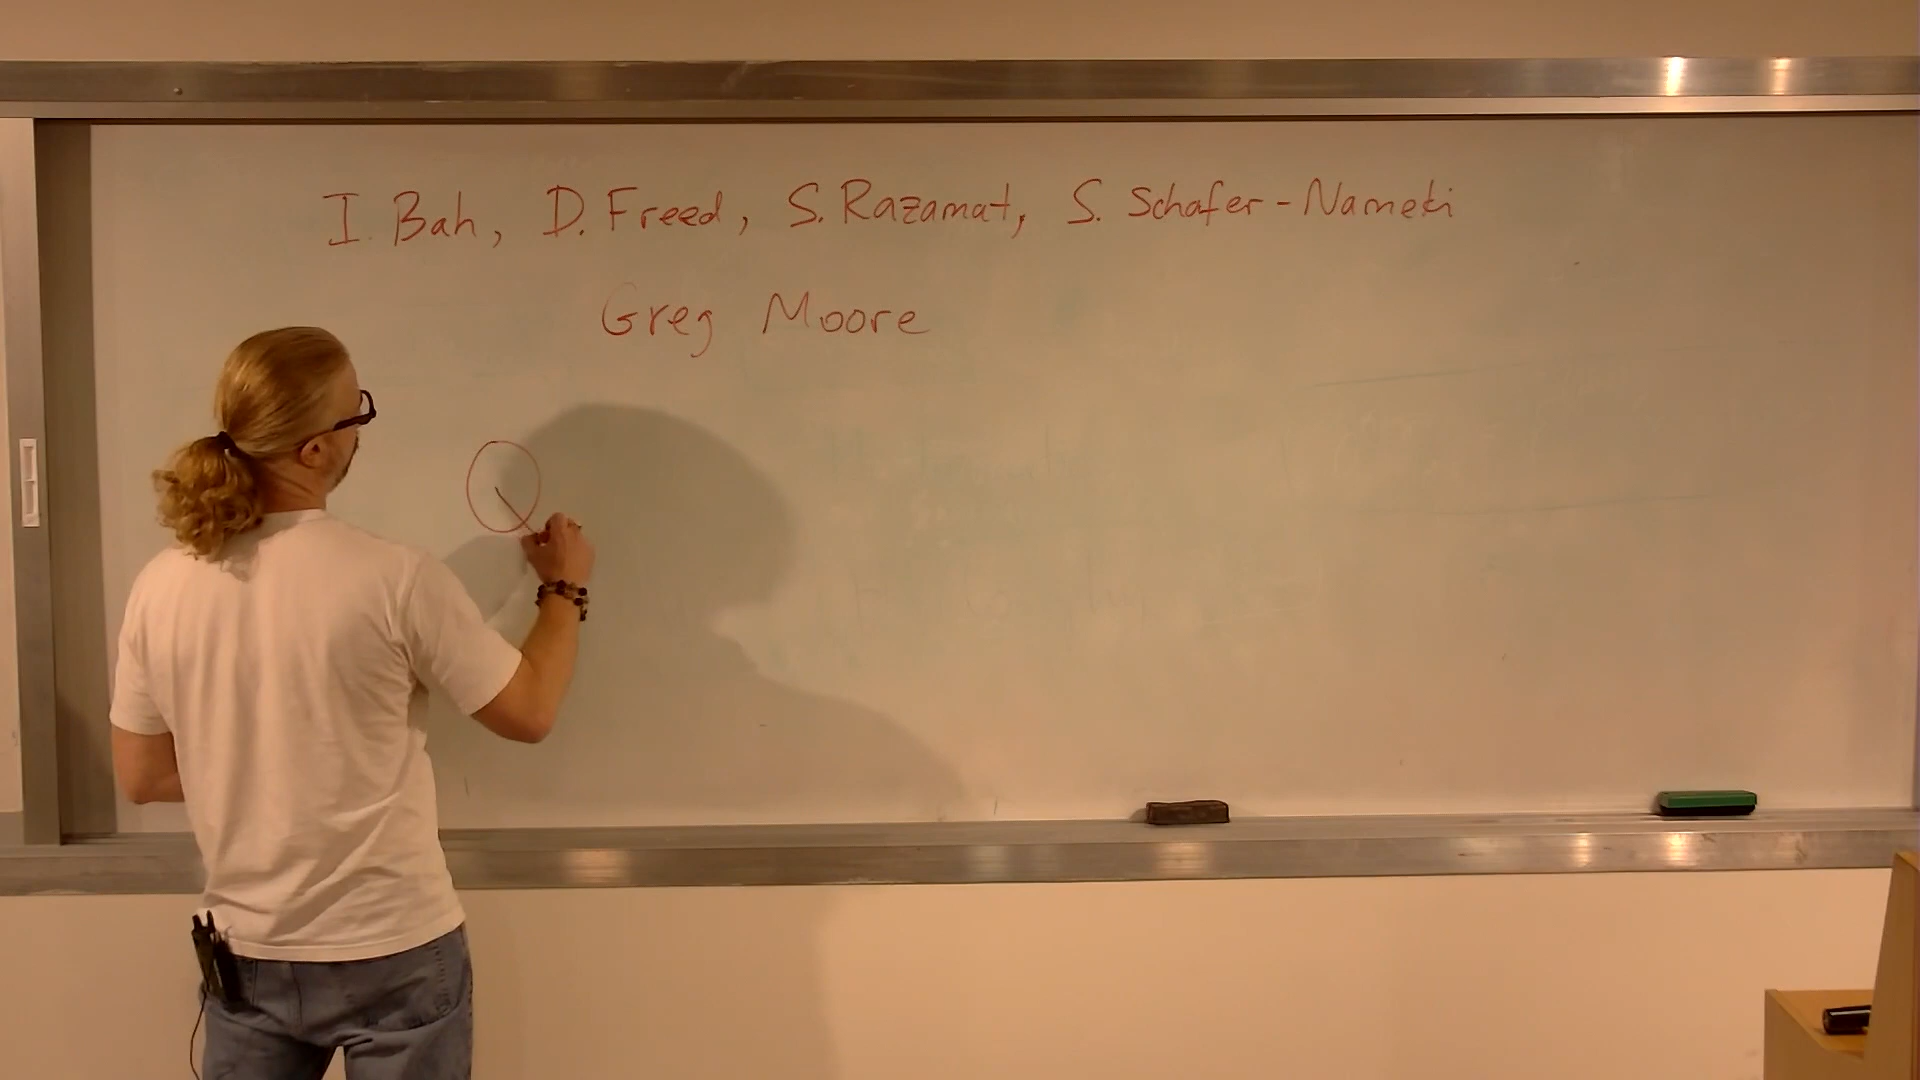 I. Bah, D. Freed, S. Razamat, S. Schafer-Nameki
Greg Moore